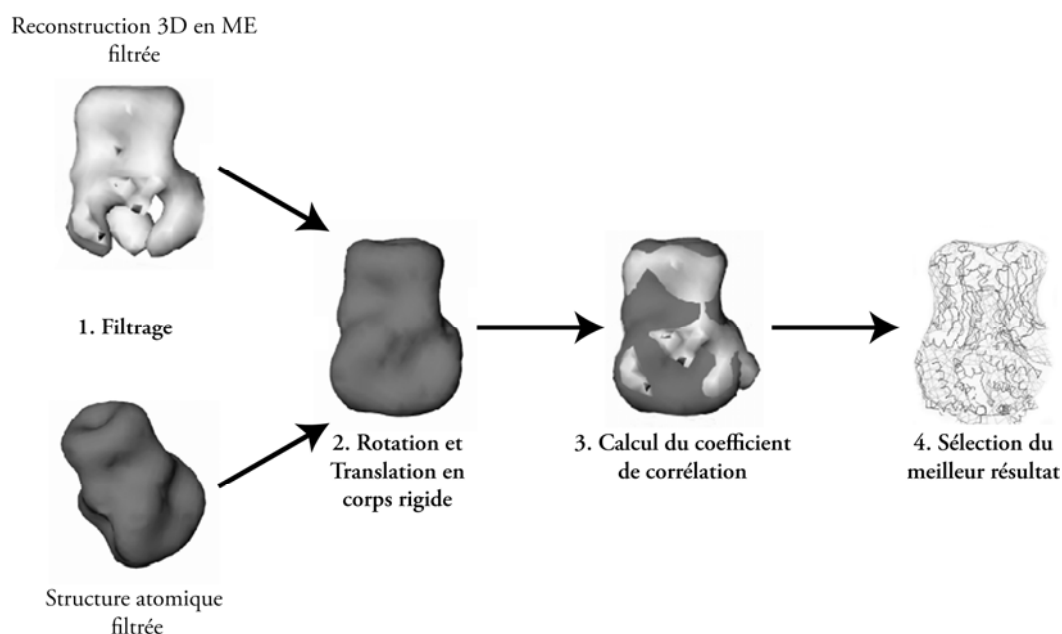 Reconstruction 3D en ME
filtrée
1. Filtrage
Structure atomique
filtrée
2. Rotation et
Translation en
corps rigide
3. Calcul du coefficient
de corrélation
4. Sélection du
meilleur résultat